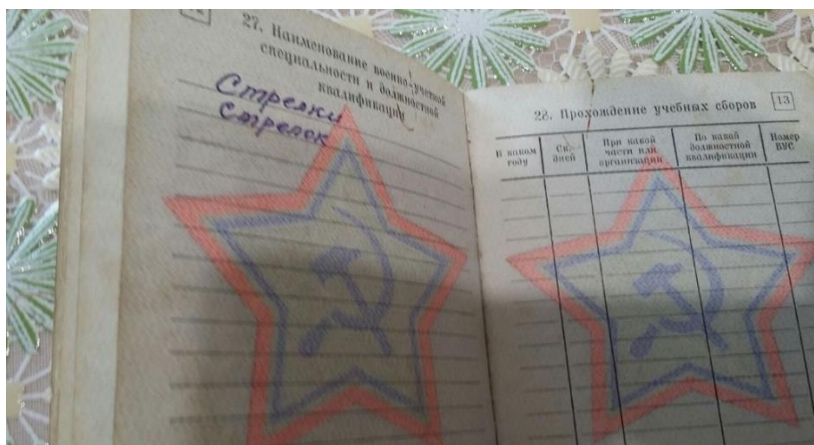 27. Наименование военно-учетной
специальности и должностной
квалификации
Стрелки
стрелок
28. Прохождение учебных сборов
13
В каком
году
Ск.
дней
При какой
части или
организации
По какой
должностной
квалификации
Номер
ВУС